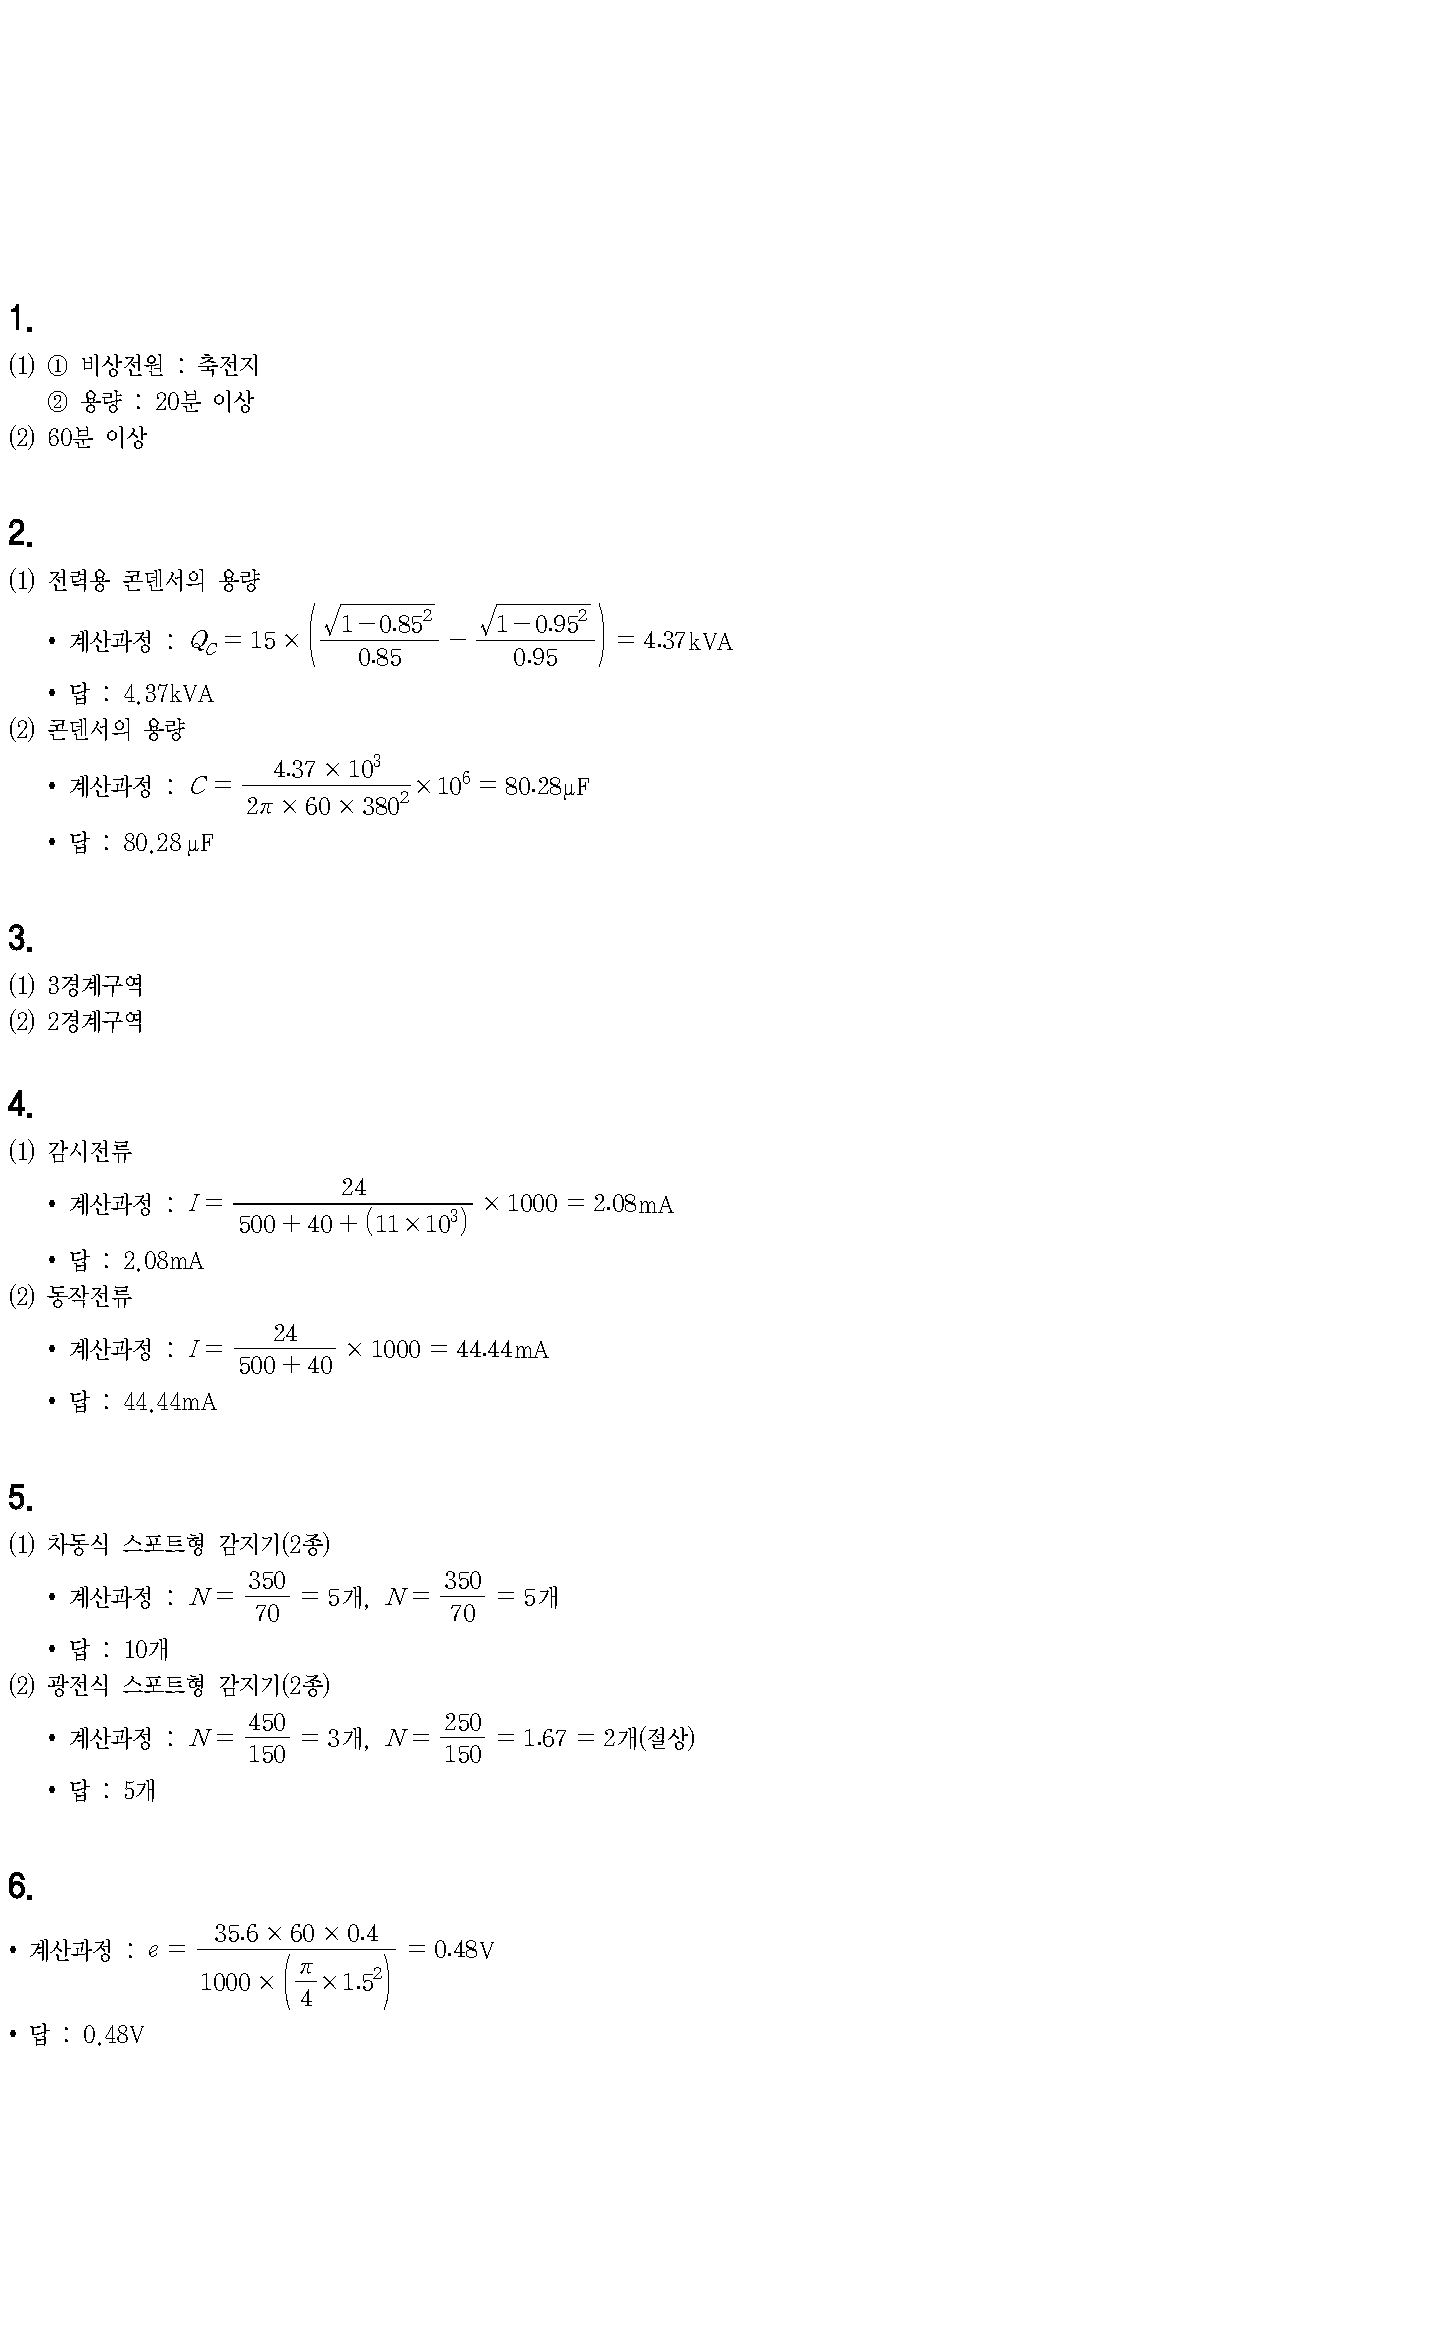 1.
(1) ① 비상전원 : 축전지
② 용량 : 20분 이상
(2) 60분 이상
2.
(1) 전력용 콘덴서의 용량
• 계산과정 : $Q_C = 15 \times \left( \frac{\sqrt{1-0.85^2}}{0.85} - \frac{\sqrt{1-0.95^2}}{0.95} \right) = 4.37\text{kVA}$
• 답 : 4.37kVA
(2) 콘덴서의 용량
• 계산과정 : $C = \frac{4.37 \times 10^3}{2\pi \times 60 \times 380^2} \times 10^6 = 80.28\mu\text{F}$
• 답 : 80.28μF
3.
(1) 3경계구역
(2) 2경계구역
4.
(1) 감시전류
• 계산과정 : $I = \frac{24}{500 + 40 + (11 \times 10^3)} \times 1000 = 2.08\text{mA}$
• 답 : 2.08mA
(2) 동작전류
• 계산과정 : $I = \frac{24}{500 + 40} \times 1000 = 44.44\text{mA}$
• 답 : 44.44mA
5.
(1) 차동식 스포트형 감지기(2종)
• 계산과정 : $N = \frac{350}{70} = 5$개, $N = \frac{350}{70} = 5$개
• 답 : 10개
(2) 광전식 스포트형 감지기(2종)
• 계산과정 : $N = \frac{450}{150} = 3$개, $N = \frac{250}{150} = 1.67 = 2$개(절상)
• 답 : 5개
6.
• 계산과정 : $e = \frac{35.6 \times 60 \times 0.4}{1000 \times \left( \frac{\pi}{4} \times 1.5^2 \right)} = 0.48\text{V}$
• 답 : 0.48V